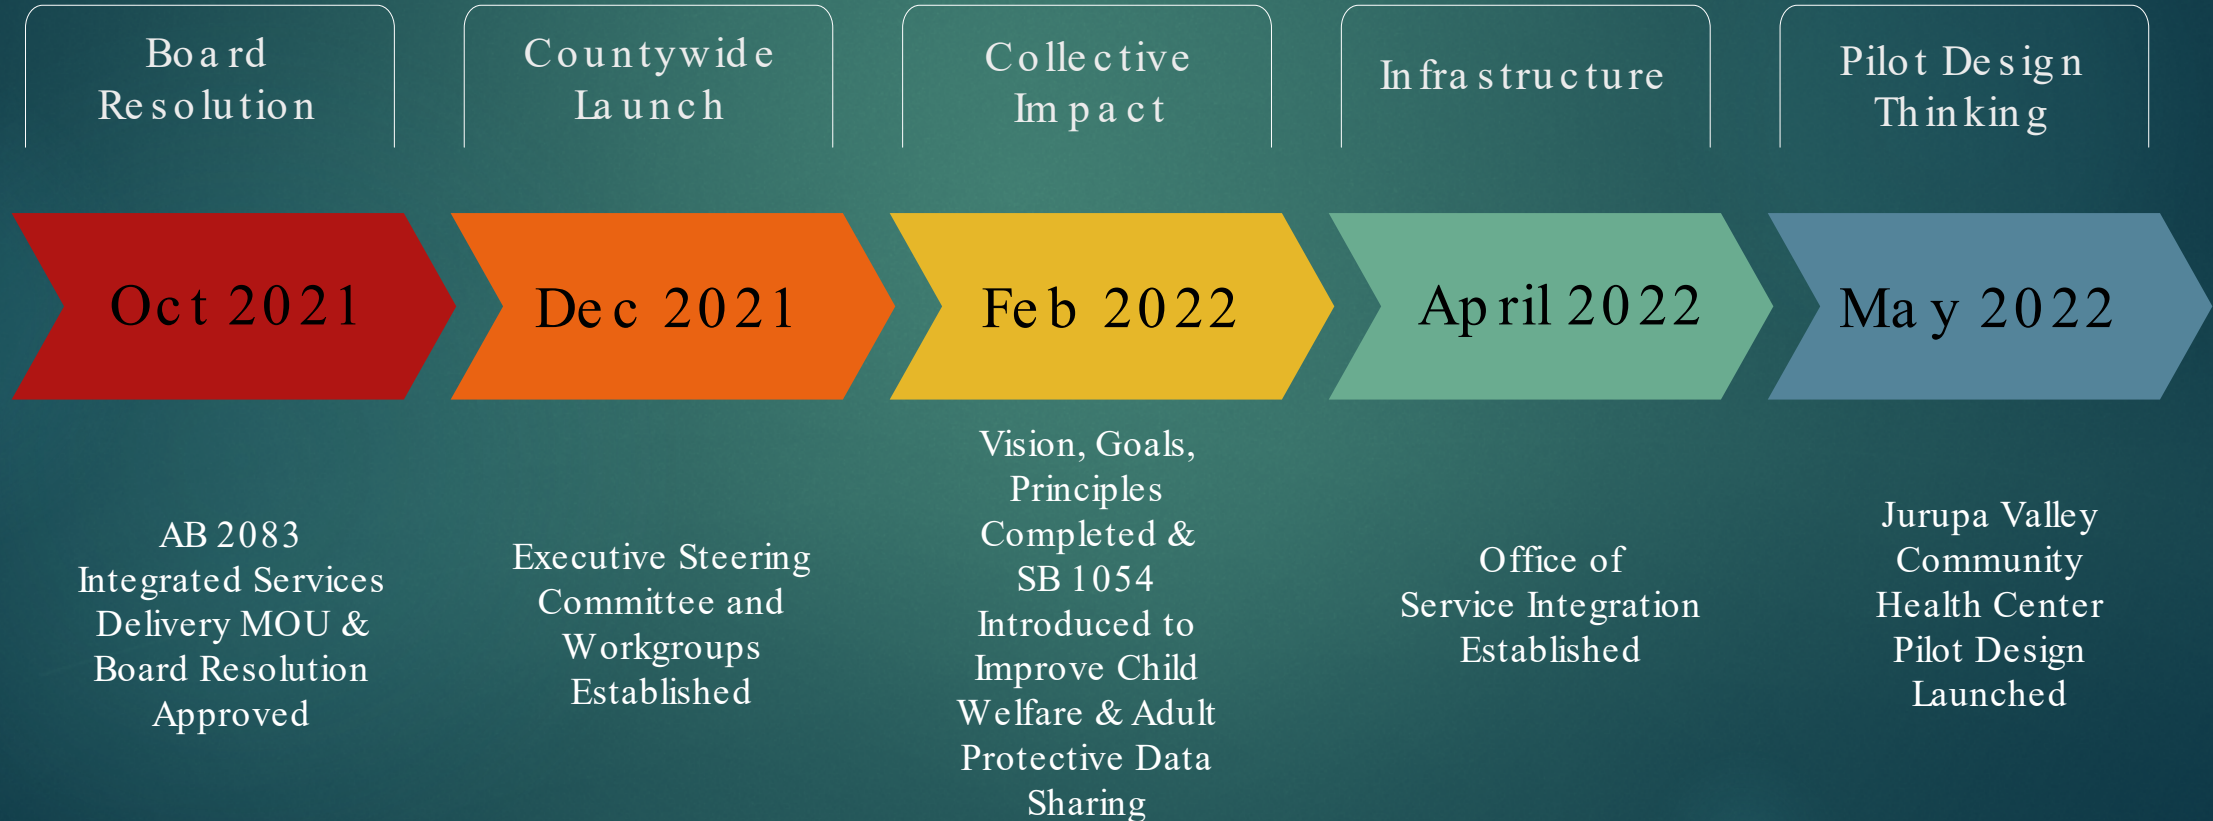 Board
Resolution
Countywide
Launch
Collective
Impact
Infrastructure
Pilot Design
Thinking
Oct 2021
Dec 2021
Feb 2022
April 2022
May 2022
AB 2083
Integrated Services
Delivery MOU &
Board Resolution
Approved
Executive Steering
Committee and
Workgroups
Established
Vision, Goals,
Principles
Completed &
SB 1054
Introduced to
Improve Child
Welfare & Adult
Protective Data
Sharing
Office of
Service Integration
Established
Jurupa Valley
Community
Health Center
Pilot Design
Launched